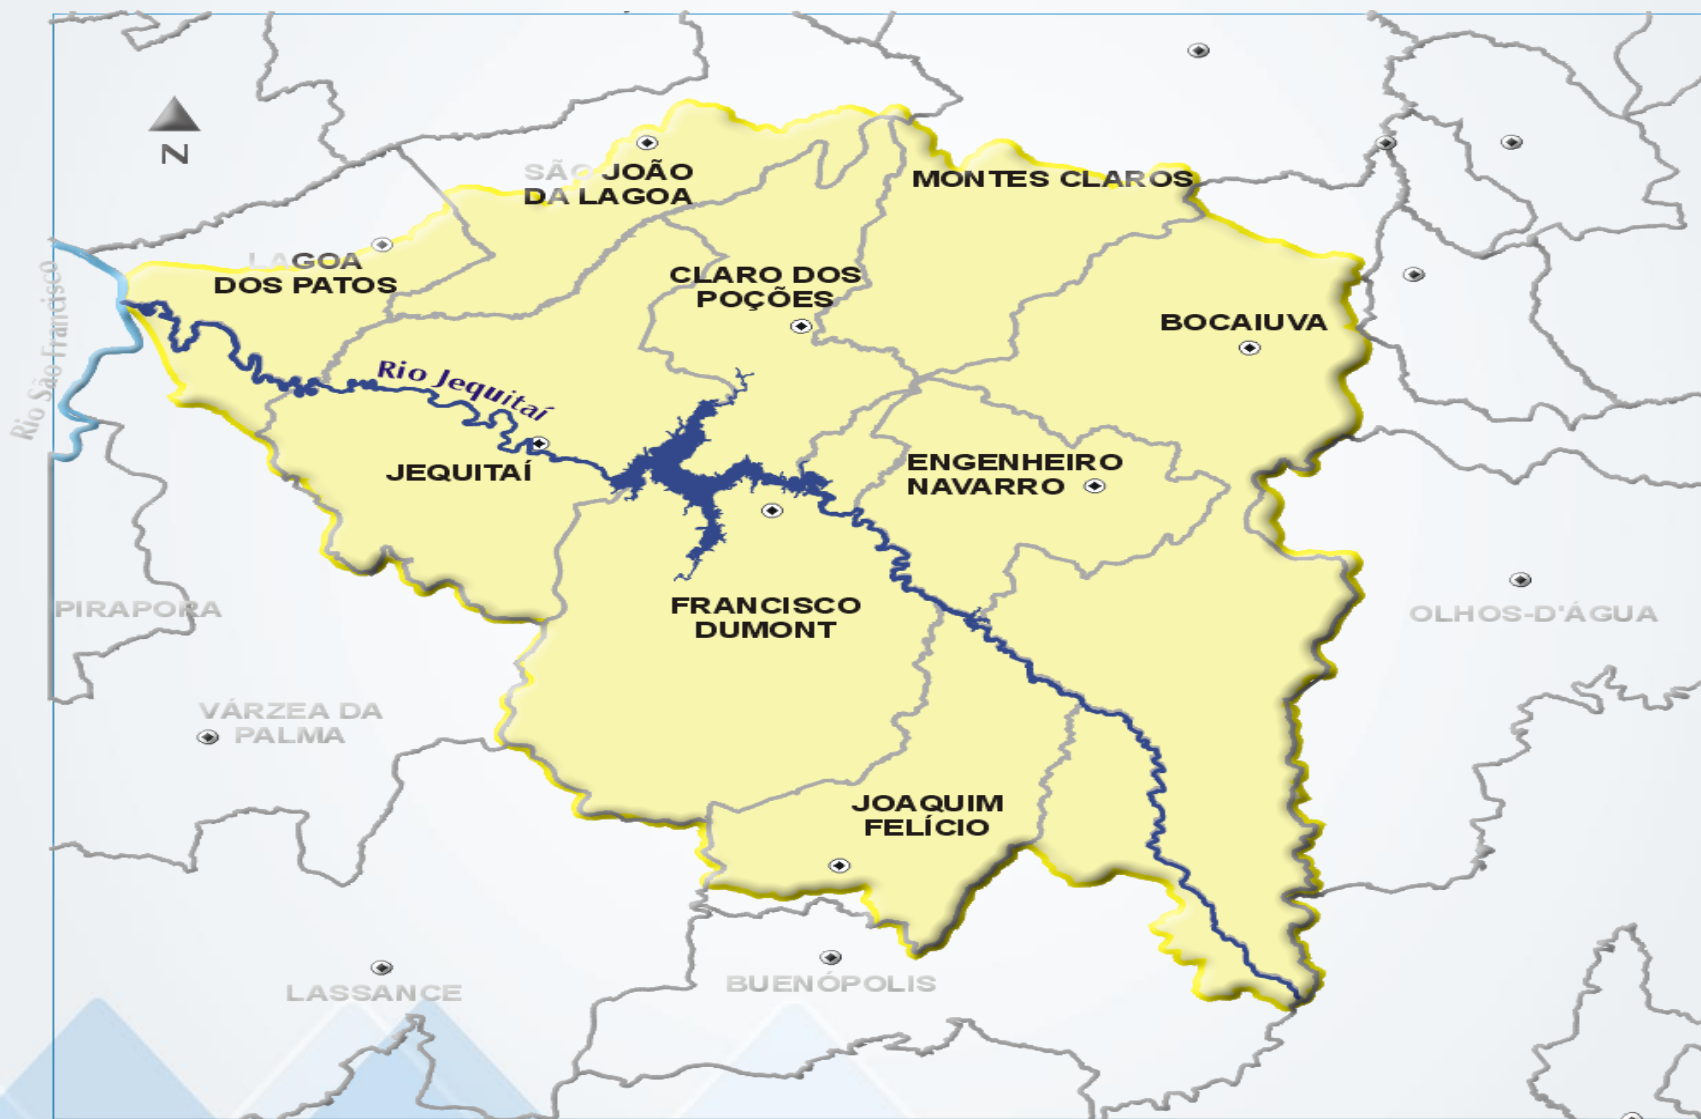 N
SÃO JOÃO
DA LAGOA
MONTES CLAROS
LAGOA
DOS PATOS
CLARO DOS
POÇÕES
Rio São Francisco
BOCAIUVA
Rio Jequitaí
JEQUITAÍ
ENGENHEIRO
NAVARRO
PIRAPORA
FRANCISCO
DUMONT
OLHOS-D'ÁGUA
VÁRZEA DA
PALMA
JOAQUIM
FELÍCIO
LASSANCE
BUENÓPOLIS